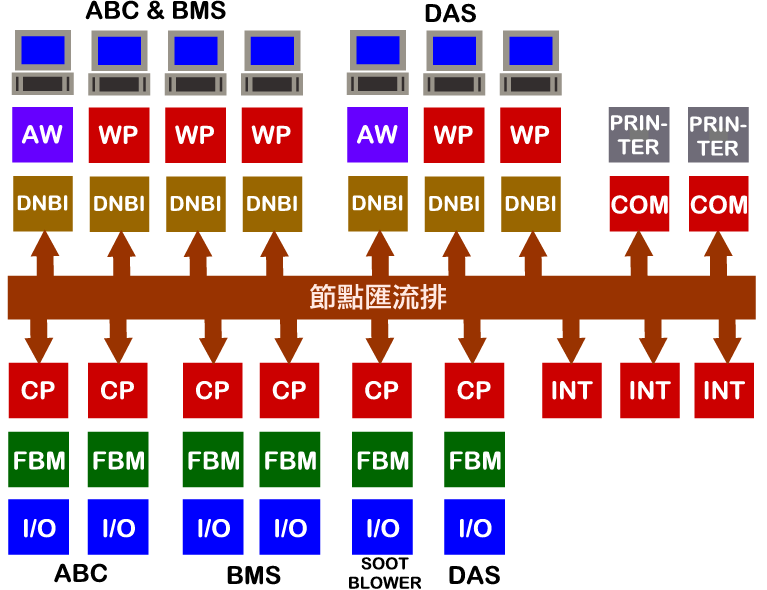 ABC & BMS DAS
AW WP WP WP AW WP WP PRIN-
TER PRIN-
TER
DNBI DNBI DNBI DNBI DNBI DNBI DNBI COM COM
節點匯流排
CP CP CP CP CP CP INT INT INT
FBM FBM FBM FBM FBM FBM
I/O I/O I/O I/O I/O I/O
ABC BMS SOOT
BLOWER DAS